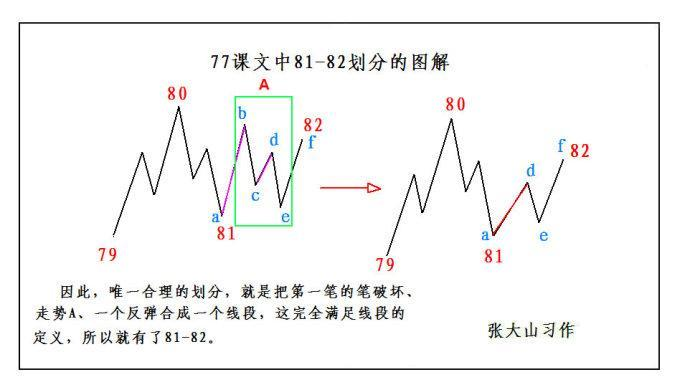 77课文中81-82划分的图解
A
80
b
82
d
f
c
a
e
81
79
80
f
82
d
a
e
81
79
因此，唯一合理的划分，就是把第一笔的笔破坏、
走势A、一个反弹合成一个线段，这完全满足线段的
定义，所以就有了81-82。
张大山习作